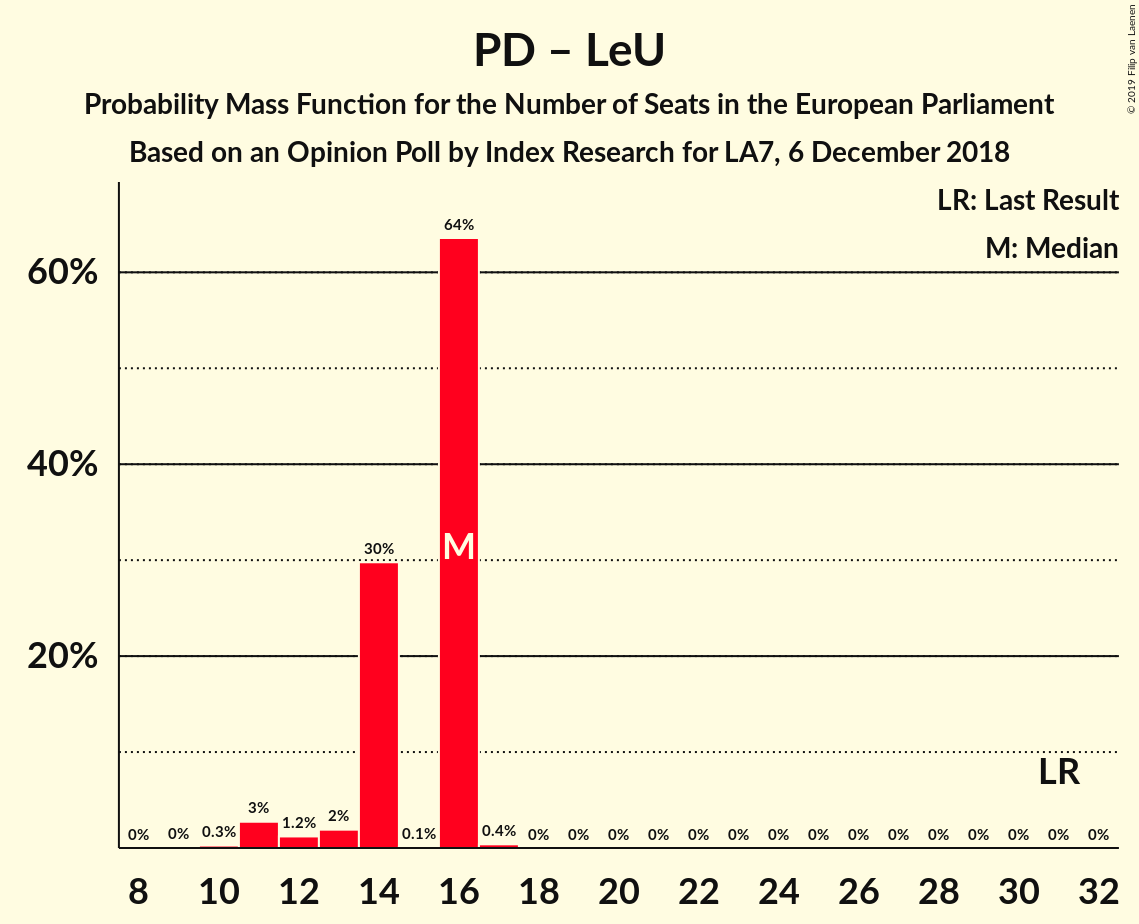 PD – LeU
Probability Mass Function for the Number of Seats in the European Parliament
Based on an Opinion Poll by Index Research for LA7, 6 December 2018
© 2019 Filip van Laenen
LR: Last Result
M: Median
60%
40%
20%
0% 0% 0.3% 3% 1.2% 2% 30% 0.1% 64% 0.4% 0% 0% 0% 0% 0% 0% 0% 0% 0% 0% 0% 0% 0% 0% 0%
M
LR
8 10 12 14 16 18 20 22 24 26 28 30 32